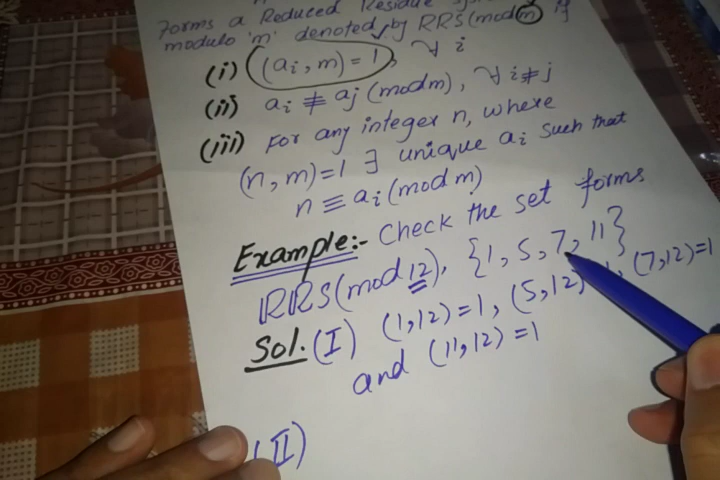 Forms a Reduced Residue
modulo 'm' denoted by RRS(mod m) if
(i) (ai, m) = 1, ∀ i
(ii) ai ≢ aj (mod m), ∀ i ≠ j
(iii) For any integer n, where
(n, m) = 1 ∃ unique ai such that
n ≡ ai (mod m)
Example:- Check the set forms
RRS(mod 12), {1, 5, 7, 11}
Sol. (I) (1,12)=1, (5,12) 1, (7,12)=1
and (11,12) =1
(II)